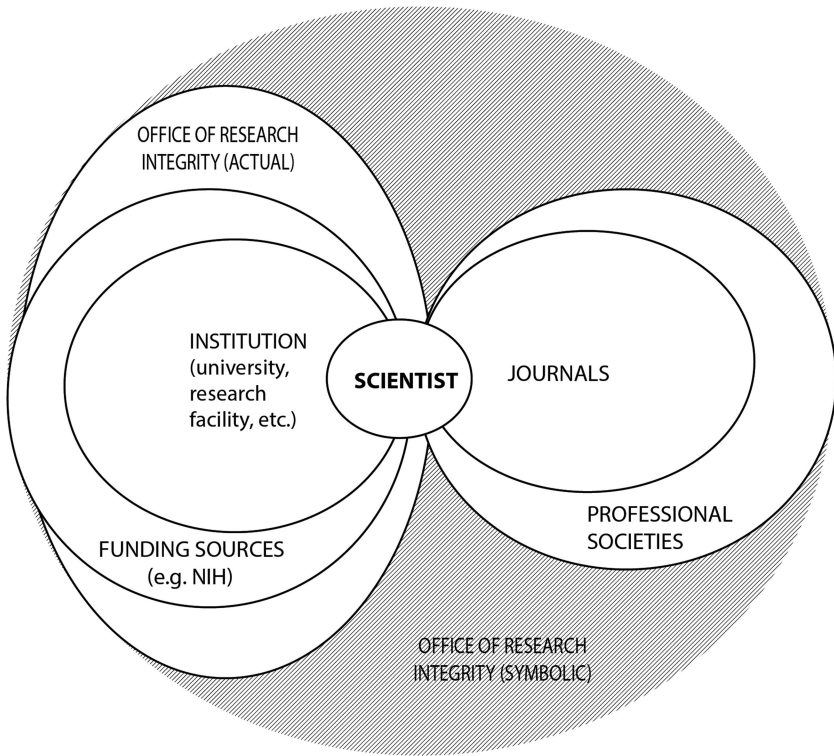 OFFICE OF RESEARCH
INTEGRITY (ACTUAL)
INSTITUTION
(university,
research
facility, etc.)
SCIENTIST
JOURNALS
FUNDING SOURCES
(e.g. NIH)
PROFESSIONAL
SOCIETIES
OFFICE OF RESEARCH
INTEGRITY (SYMBOLIC)